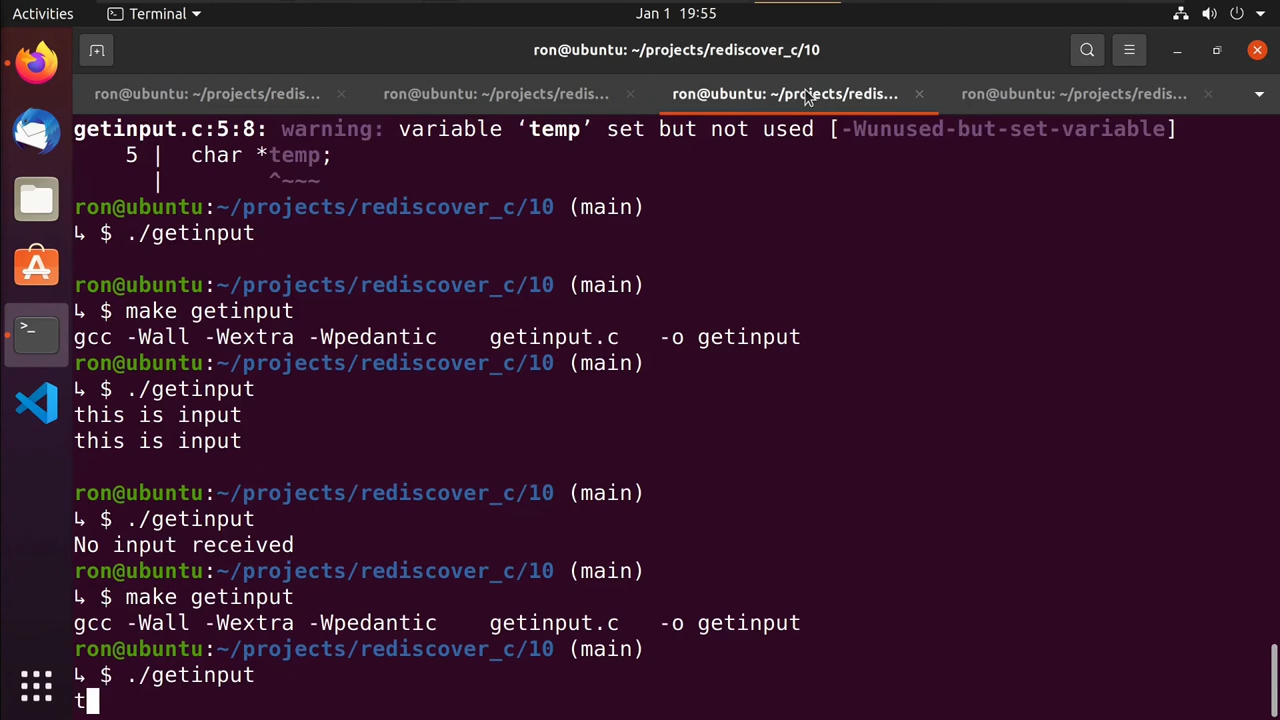 Activities Terminal Jan 1 19:55
ron@ubuntu: ~/projects/rediscover_c/10
ron@ubuntu: ~/projects/redis... ron@ubuntu: ~/projects/redis... ron@ubuntu: ~/projects/redis... ron@ubuntu: ~/projects/redis...
getinput.c:5:8: warning: variable ‘temp’ set but not used [-Wunused-but-set-variable]
5 | char *temp;
| ^~~~
ron@ubuntu:~/projects/rediscover_c/10 (main)
↳ $ ./getinput
ron@ubuntu:~/projects/rediscover_c/10 (main)
↳ $ make getinput
gcc -Wall -Wextra -Wpedantic getinput.c -o getinput
ron@ubuntu:~/projects/rediscover_c/10 (main)
↳ $ ./getinput
this is input
this is input
ron@ubuntu:~/projects/rediscover_c/10 (main)
↳ $ ./getinput
No input received
ron@ubuntu:~/projects/rediscover_c/10 (main)
↳ $ make getinput
gcc -Wall -Wextra -Wpedantic getinput.c -o getinput
ron@ubuntu:~/projects/rediscover_c/10 (main)
↳ $ ./getinput
t